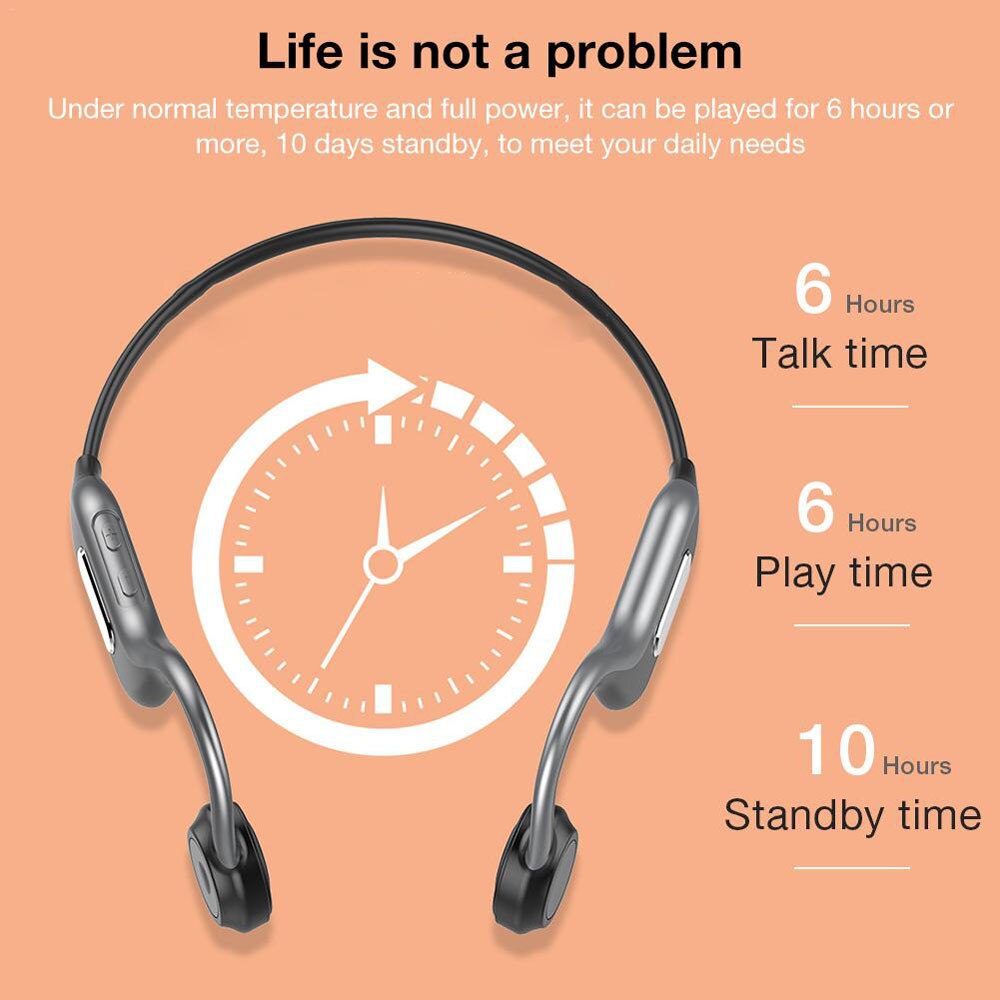 Life is not a problem
Under normal temperature and full power, it can be played for 6 hours or
more, 10 days standby, to meet your daily needs
6 Hours
Talk time
6 Hours
Play time
10 Hours
Standby time